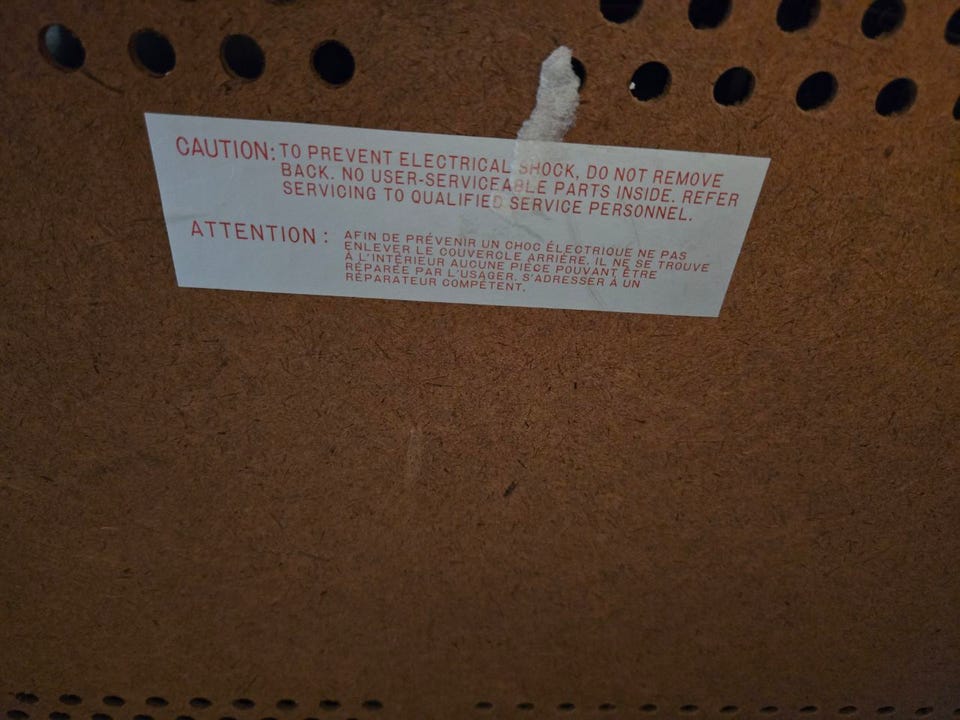 CAUTION: TO PREVENT ELECTRICAL SHOCK, DO NOT REMOVE
BACK. NO USER-SERVICEABLE PARTS INSIDE. REFER
SERVICING TO QUALIFIED SERVICE PERSONNEL.
ATTENTION: AFIN DE PRÉVENIR UN CHOC ÉLECTRIQUE NE PAS
ENLEVER LE COUVERCLE ARRIÈRE. IL NE SE TROUVE
À L'INTÉRIEUR AUCUNE PIÈCE POUVANT ÊTRE
RÉPARÉE PAR L'USAGER. S'ADRESSER À UN
RÉPARATEUR COMPÉTENT.